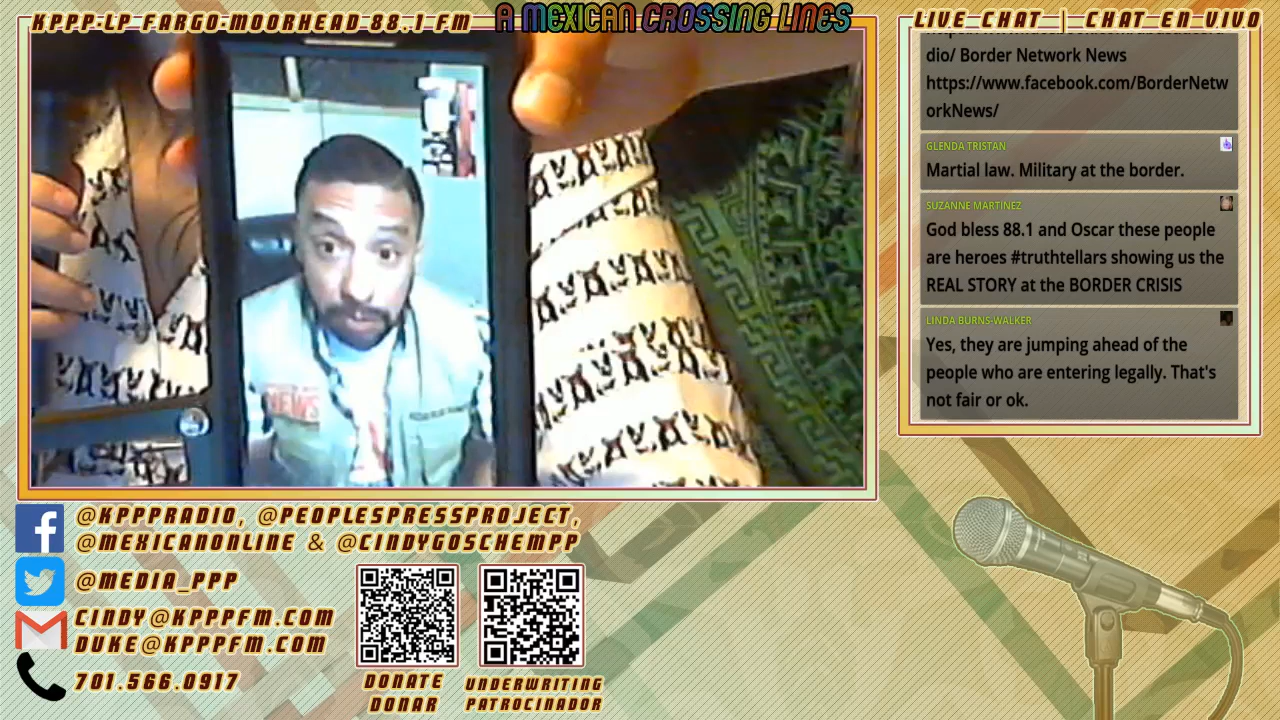 KPPP-LP FARGO-MOORHEAD 88.1 FM
A MEXICAN CROSSING LINES
LIVE CHAT | CHAT EN VIVO
dio/ Border Network News
https://www.facebook.com/BorderNetw
orkNews/
GLENDA TRISTAN
Martial law. Military at the border.
SUZANNE MARTINEZ
God bless 88.1 and Oscar these people
are heroes #truthtellars showing us the
REAL STORY at the BORDER CRISIS
LINDA BURNS-WALKER
Yes, they are jumping ahead of the
people who are entering legally. That's
not fair or ok.
NEWS
@KPPPRADIO, @PEOPLESPRESSPROJECT,
@MEXICANONLINE & @CINDYGOSCHEMPP
@MEDIA_PPP
CINDY@KPPPFM.COM
DUKE@KPPPFM.COM
701.566.0917
DONATE
DONAR
UNDERWRITING
PATROCINADOR